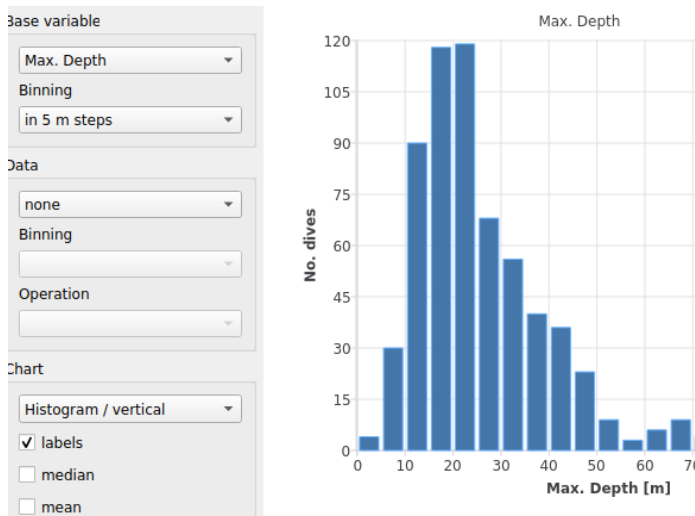 Base variable
Max. Depth
Binning
in 5 m steps
Data
none
Binning
Operation
Chart
Histogram / vertical
labels
median
mean
Max. Depth
120
105
90
75
60
45
30
15
0
No. dives
0 10 20 30 40 50 60 70
Max. Depth [m]